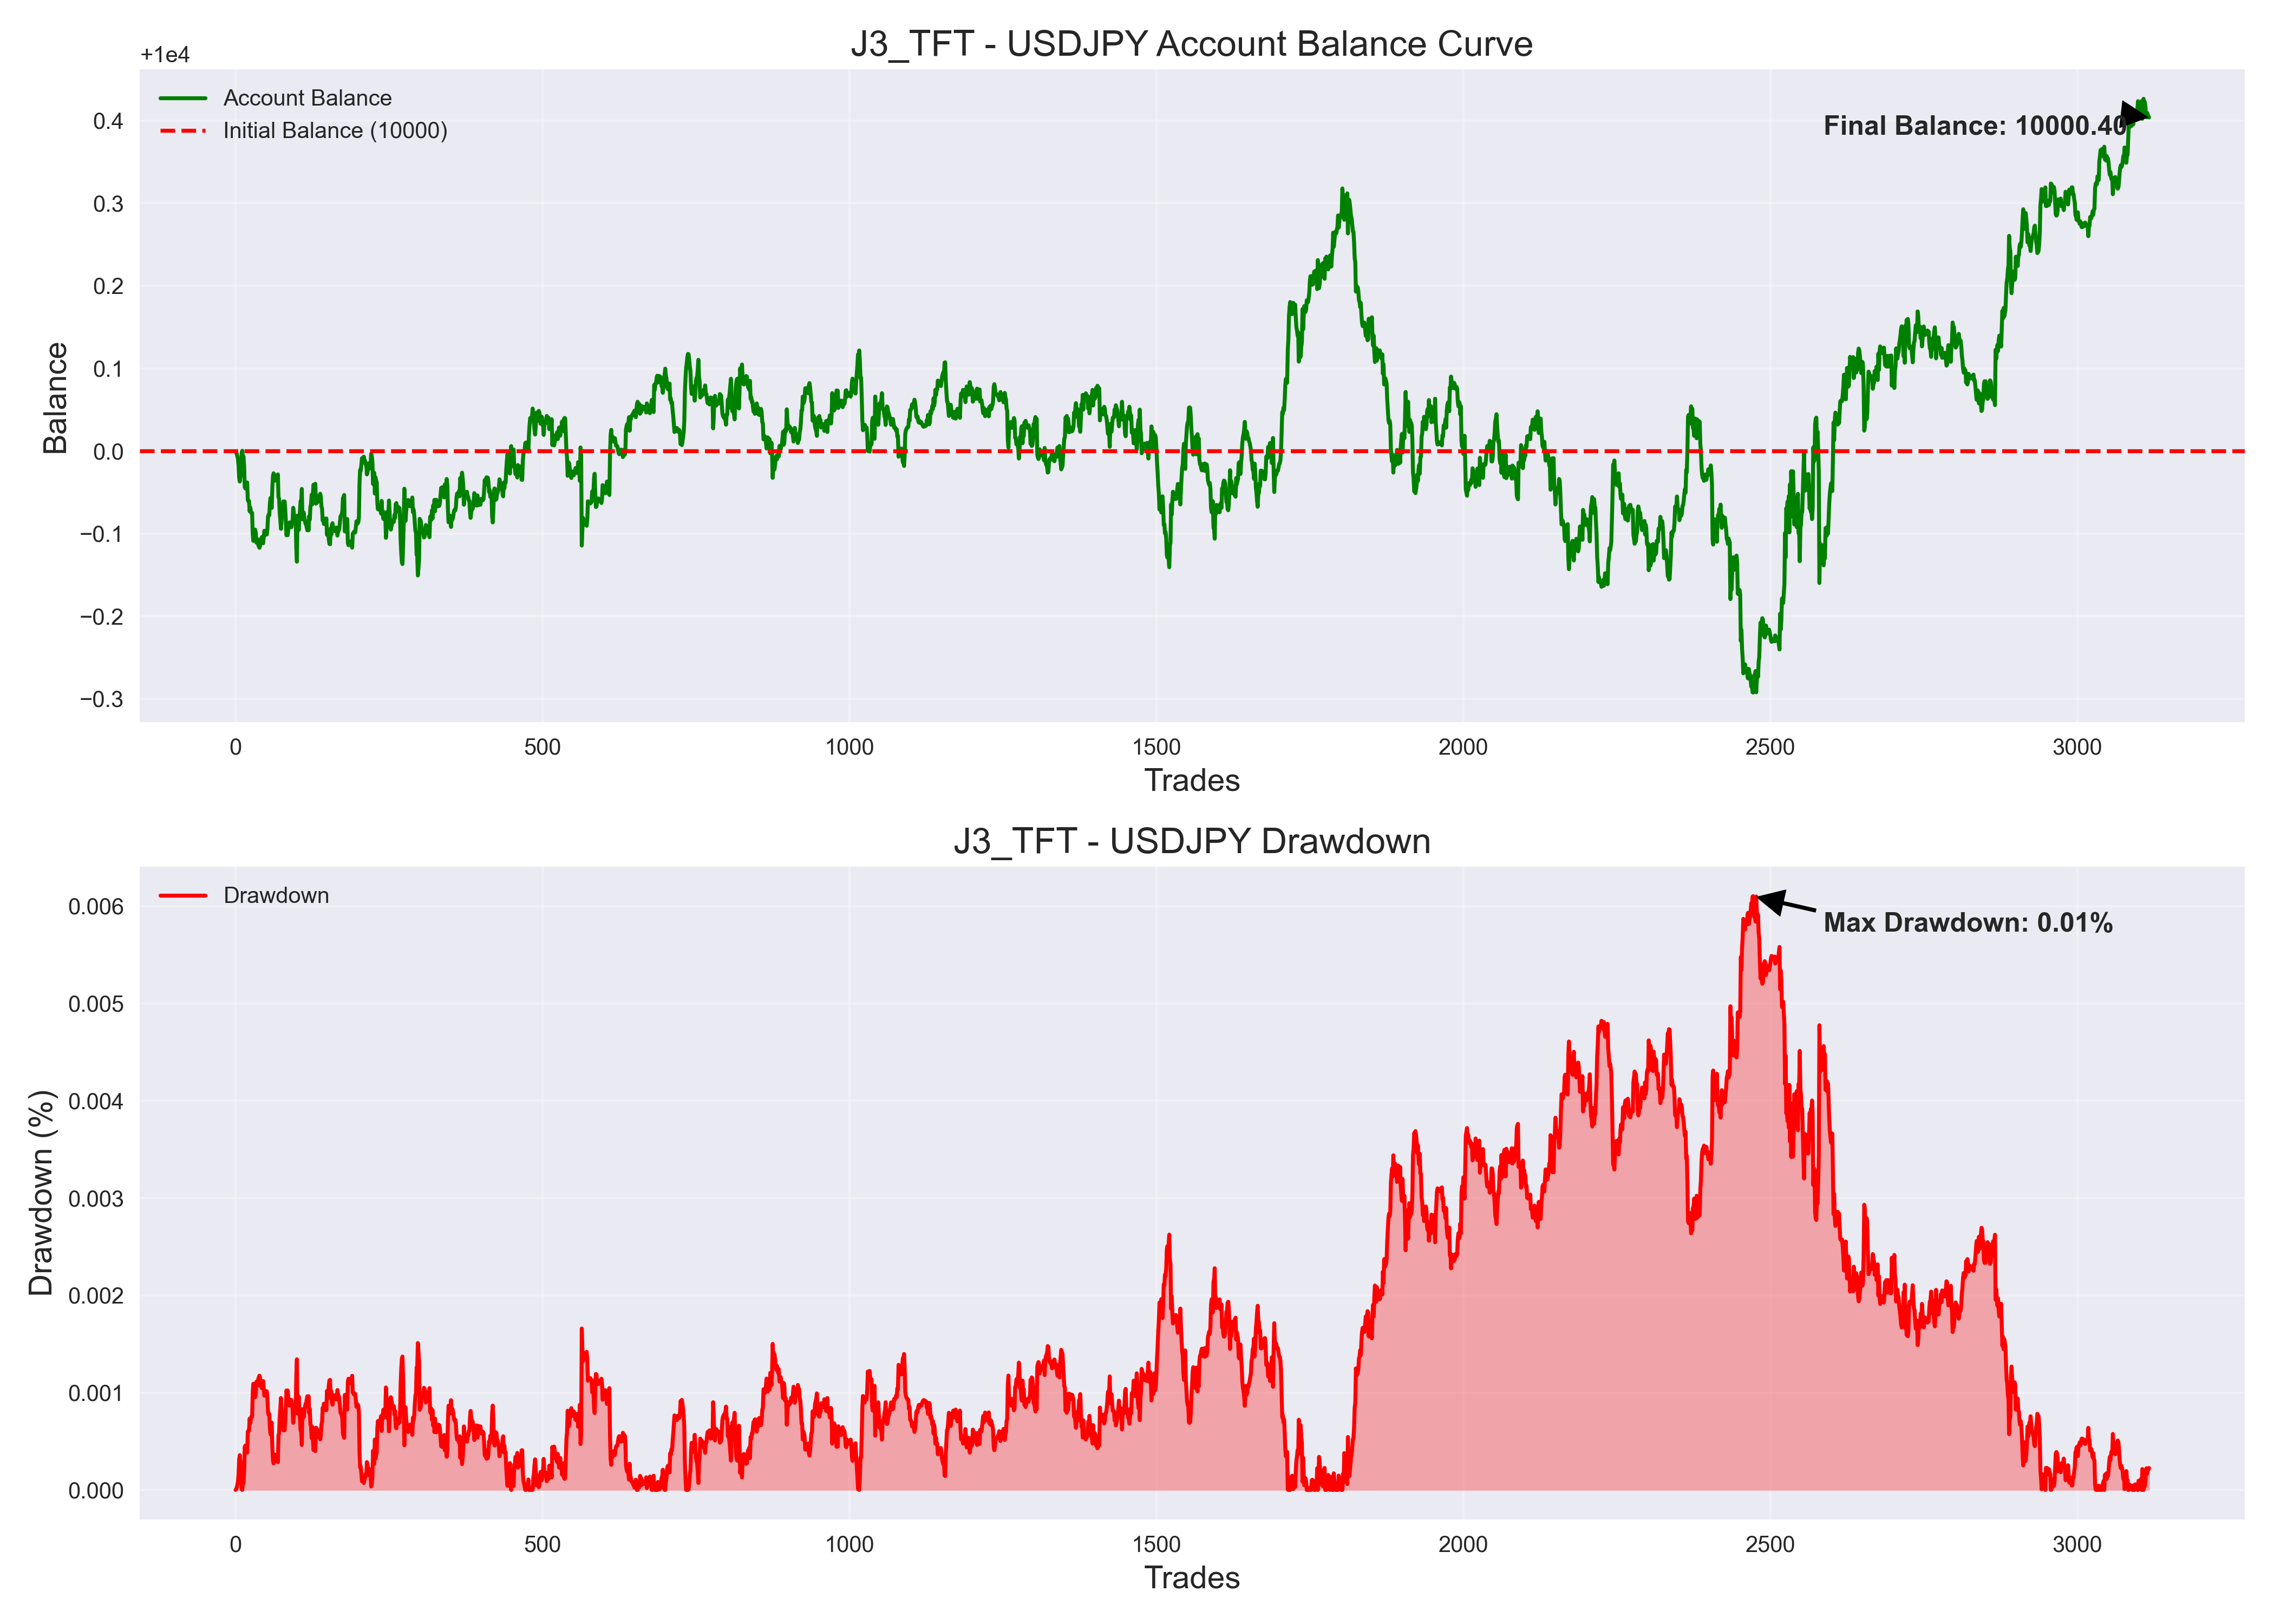 J3_TFT - USDJPY Account Balance Curve
+1e4
Account Balance
Initial Balance (10000)
Final Balance: 10000.40
Balance
0.4
0.3
0.2
0.1
0.0
−0.1
−0.2
−0.3
0 500 1000 1500 2000 2500 3000
Trades
J3_TFT - USDJPY Drawdown
Drawdown
Max Drawdown: 0.01%
Drawdown (%)
0.006
0.005
0.004
0.003
0.002
0.001
0.000
0 500 1000 1500 2000 2500 3000
Trades